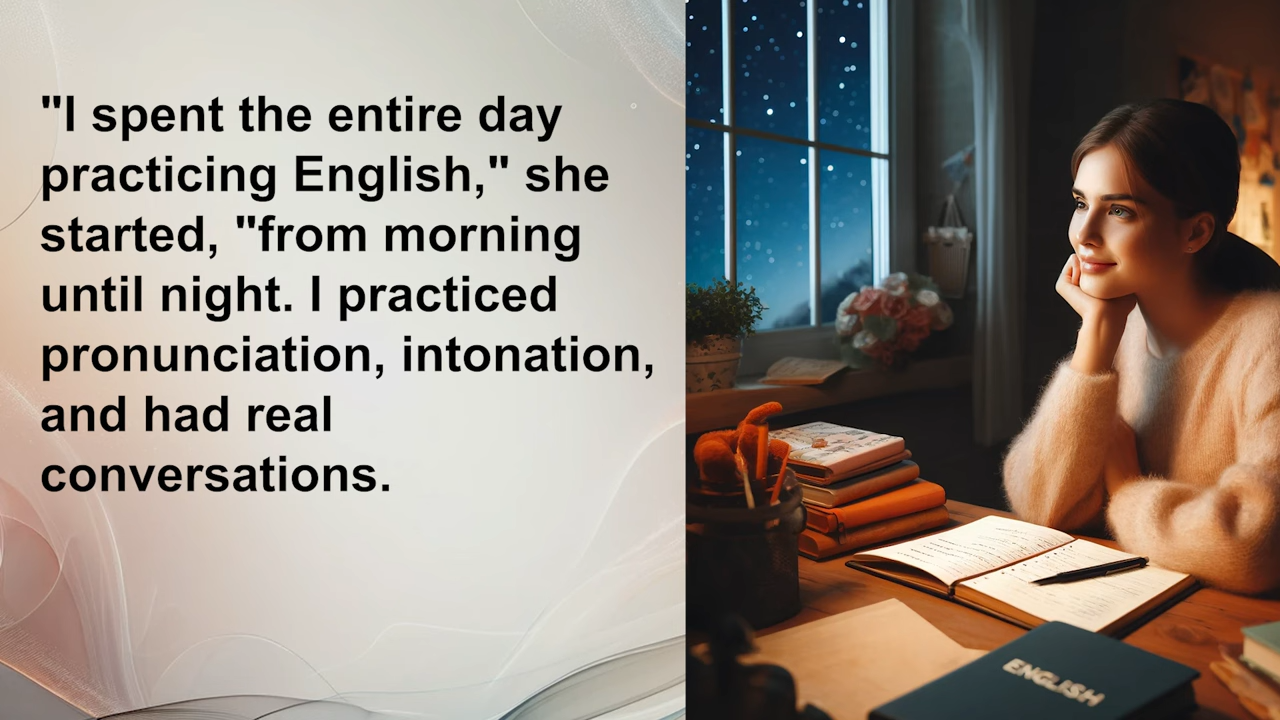 "I spent the entire day
practicing English," she
started, "from morning
until night. I practiced
pronunciation, intonation,
and had real
conversations.
ENGLISH